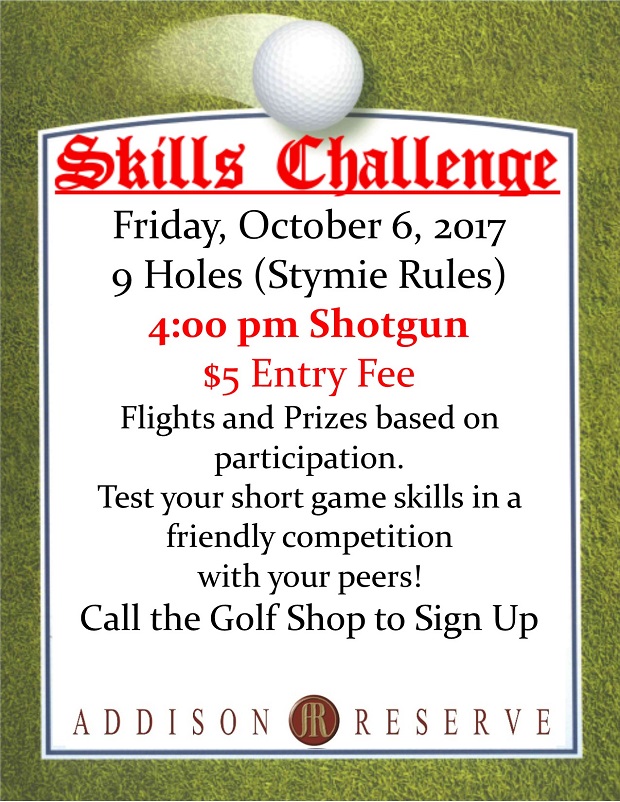 Skills Challenge
Friday, October 6, 2017
9 Holes (Stymie Rules)
4:00 pm Shotgun
$5 Entry Fee
Flights and Prizes based on
participation.
Test your short game skills in a
friendly competition
with your peers!
Call the Golf Shop to Sign Up
ADDISON AR RESERVE